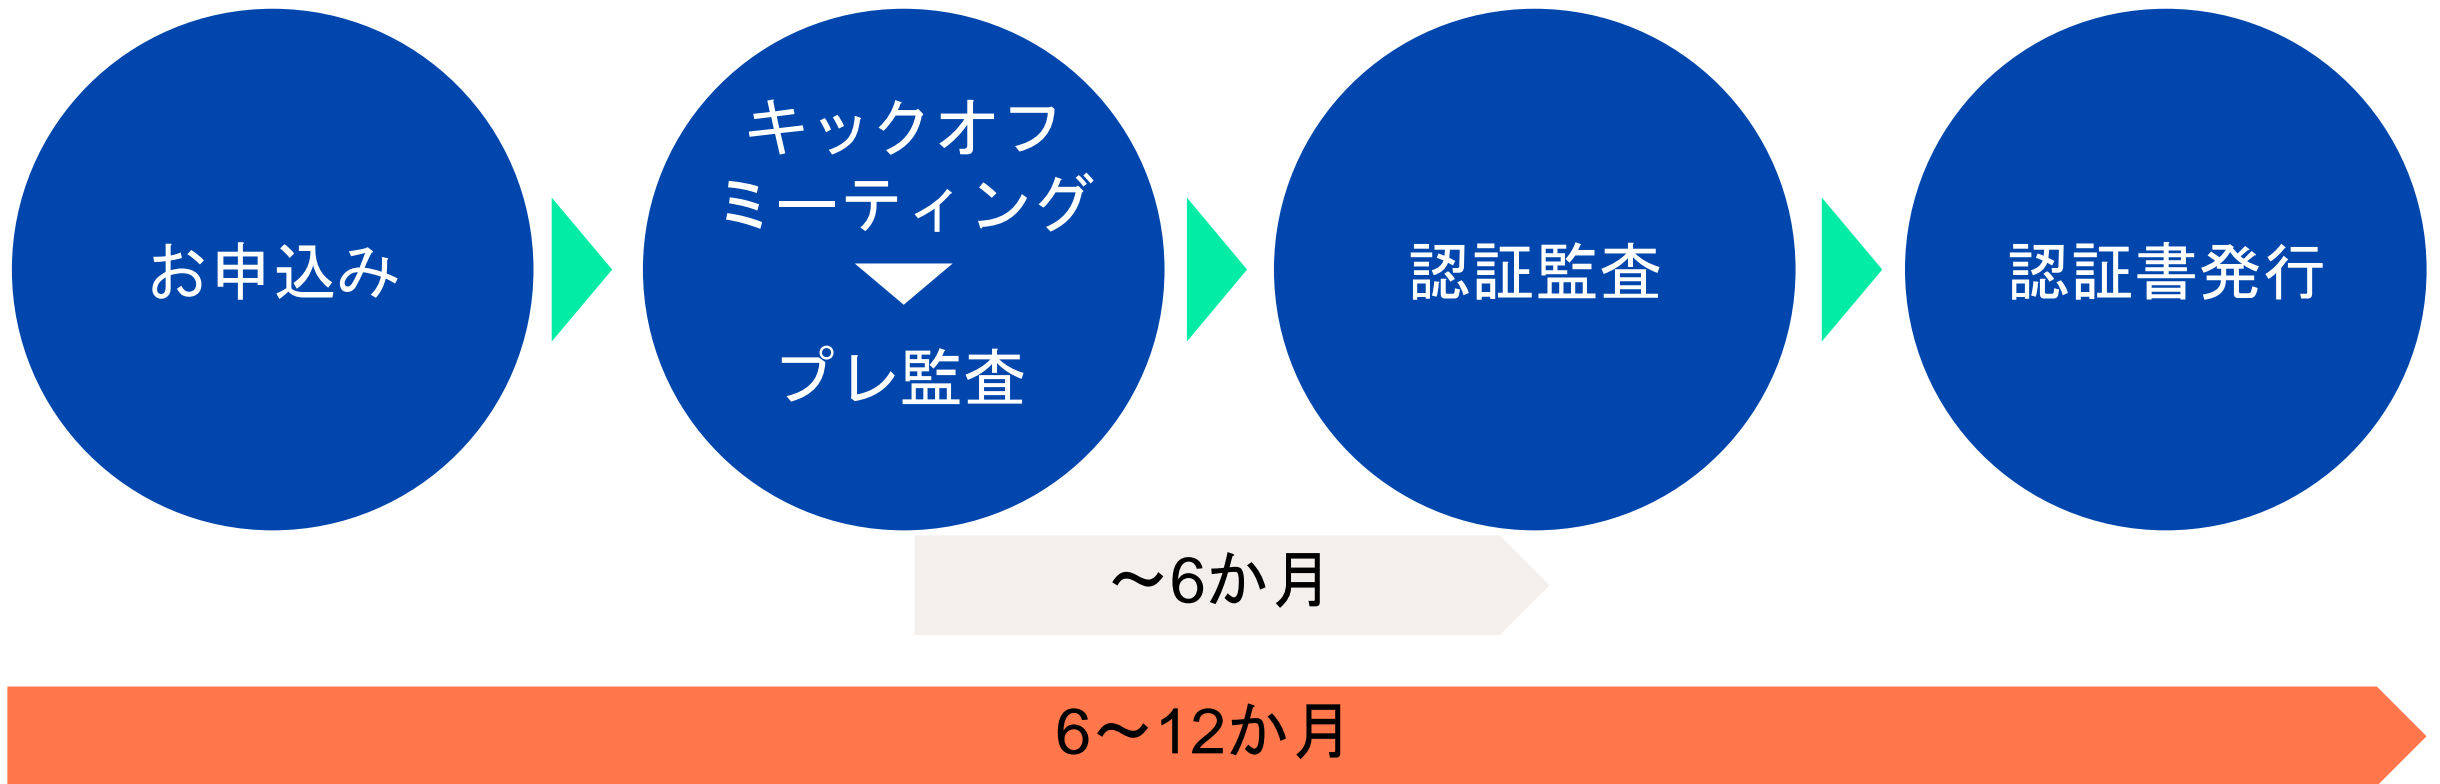 お申込み
キックオフ
ミーティング
プレ監査
認証監査
認証書発行
～6か月
6～12か月